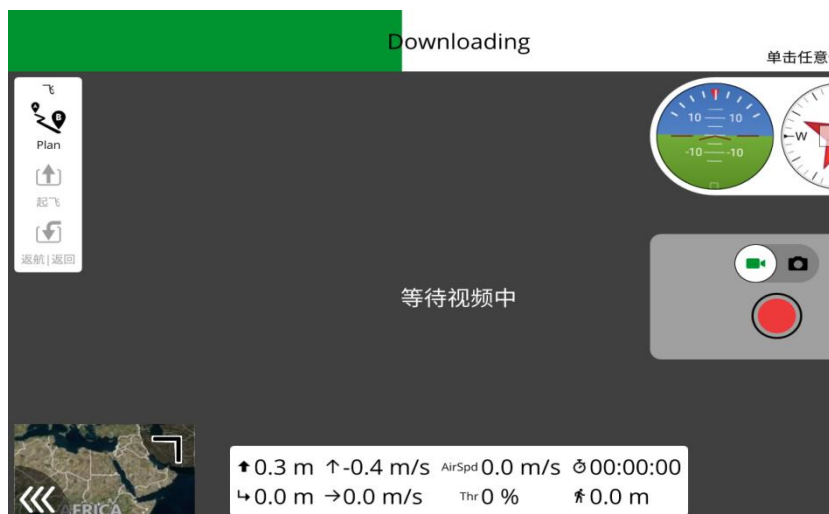 Downloading
单击任意
飞
B
Plan
起飞
返航|返回
10 10
-10 -10
W
等待视频中
AFRICA
0.3 m -0.4 m/s AirSpd 0.0 m/s 00:00:00
0.0 m 0.0 m/s Thr 0 % 0.0 m